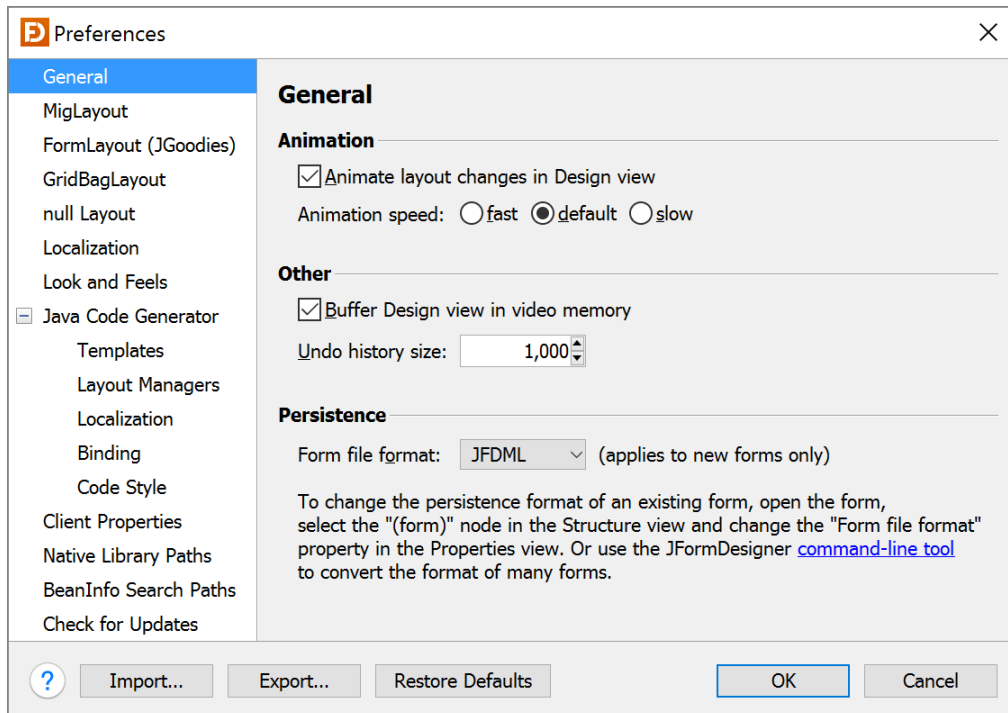 Preferences
General
MigLayout
FormLayout (JGoodies)
GridBagLayout
null Layout
Localization
Look and Feels
Java Code Generator
Templates
Layout Managers
Localization
Binding
Code Style
Client Properties
Native Library Paths
BeanInfo Search Paths
Check for Updates
General
Animation
Animate layout changes in Design view
Animation speed: fast default slow
Other
Buffer Design view in video memory
Undo history size: 1,000
Persistence
Form file format: JFDML (applies to new forms only)
To change the persistence format of an existing form, open the form,
select the "(form)" node in the Structure view and change the "Form file format"
property in the Properties view. Or use the JFormDesigner command-line tool
to convert the format of many forms.
? Import... Export... Restore Defaults OK Cancel